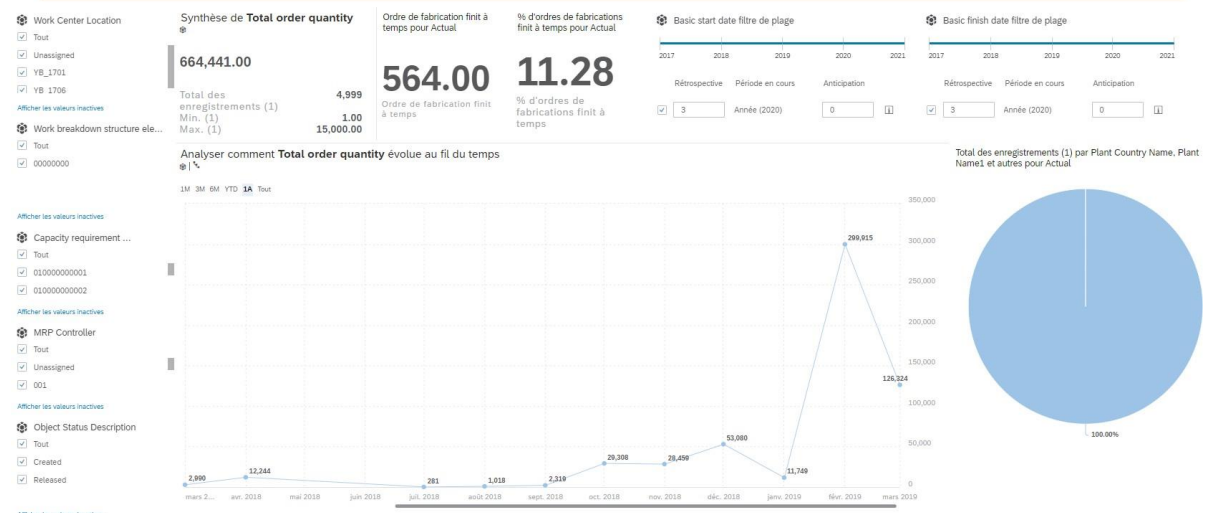 Work Center Location
Tout
Unassigned
YB_1701
YB_1706
Afficher les valeurs inactives
Work breakdown structure ele...
Tout
00000000
Afficher les valeurs inactives
Capacity requirement ...
Tout
010000000001
010000000002
Afficher les valeurs inactives
MRP Controller
Tout
Unassigned
001
Afficher les valeurs inactives
Object Status Description
Tout
Created
Released
Synthèse de Total order quantity
664,441.00
Total des enregistrements (1) 4,999
Min. (1) 1.00
Max. (1) 15,000.00
Ordre de fabrication finit à
temps pour Actual
564.00
Ordre de fabrication finit
à temps
% d'ordres de fabrications
finit à temps pour Actual
11.28
% d'ordres de
fabrications finit à
temps
Basic start date filtre de plage
2017 2018 2019 2020 2021
Rétrospective Période en cours Anticipation
3 Année (2020) 0
Basic finish date filtre de plage
2017 2018 2019 2020 2021
Rétrospective Période en cours Anticipation
3 Année (2020) 0
Analyser comment Total order quantity évolue au fil du temps
1M 3M 6M YTD 1A Tout
350,000
300,000
250,000
200,000
150,000
100,000
50,000
0
2,990
12,244
281
1,018
2,319
29,308
28,459
53,080
11,749
299,915
126,324
mars 2... avr. 2018 mai 2018 juin 2018 juil. 2018 août 2018 sept. 2018 oct. 2018 nov. 2018 déc. 2018 janv. 2019 févr. 2019 mars 2019
Total des enregistrements (1) par Plant Country Name, Plant
Name1 et autres pour Actual
100.00%